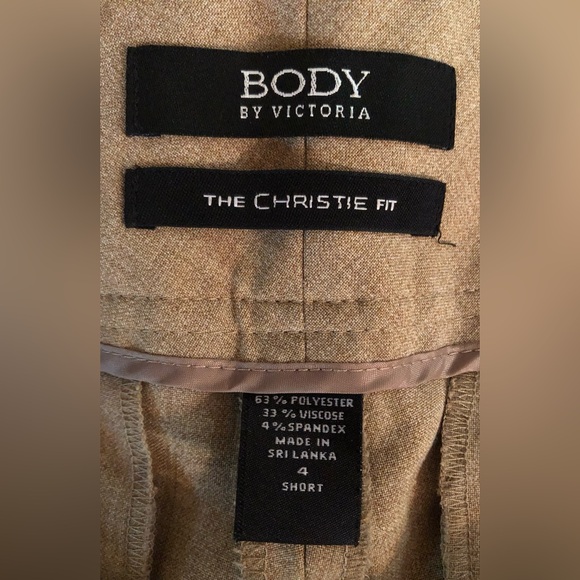 BODY
BY VICTORIA
THE CHRISTIE FIT
63% POLYESTER
33% VISCOSE
4% SPANDEX
MADE IN
SRI LANKA
4
SHORT